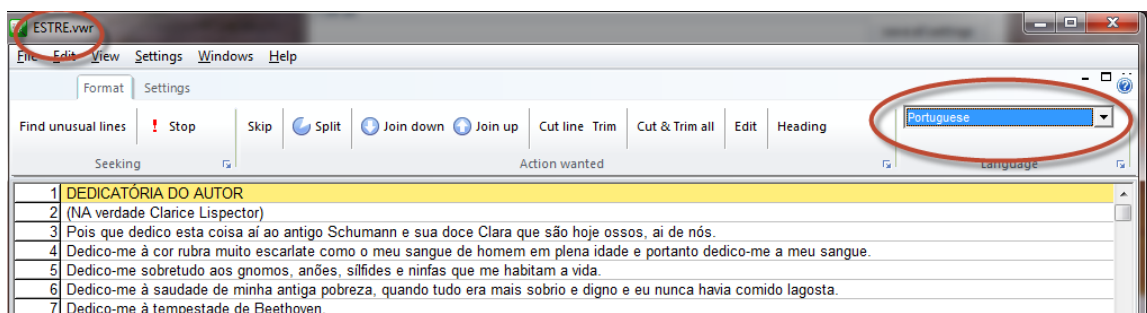 ESTRE.vwr
File Edit View Settings Windows Help
Format Settings
Find unusual lines ! Stop Skip Split Join down Join up Cut line Trim Cut & Trim all Edit Heading Portuguese
Seeking Action wanted Language
1 DEDICATÓRIA DO AUTOR
2 (NA verdade Clarice Lispector)
3 Pois que dedico esta coisa aí ao antigo Schumann e sua doce Clara que são hoje ossos, ai de nós.
4 Dedico-me à cor rubra muito escarlate como o meu sangue de homem em plena idade e portanto dedico-me a meu sangue.
5 Dedico-me sobretudo aos gnomos, anões, sílfides e ninfas que me habitam a vida.
6 Dedico-me à saudade de minha antiga pobreza, quando tudo era mais sobrio e digno e eu nunca havia comido lagosta.
7 Dedico-me à tempestade de Beethoven.